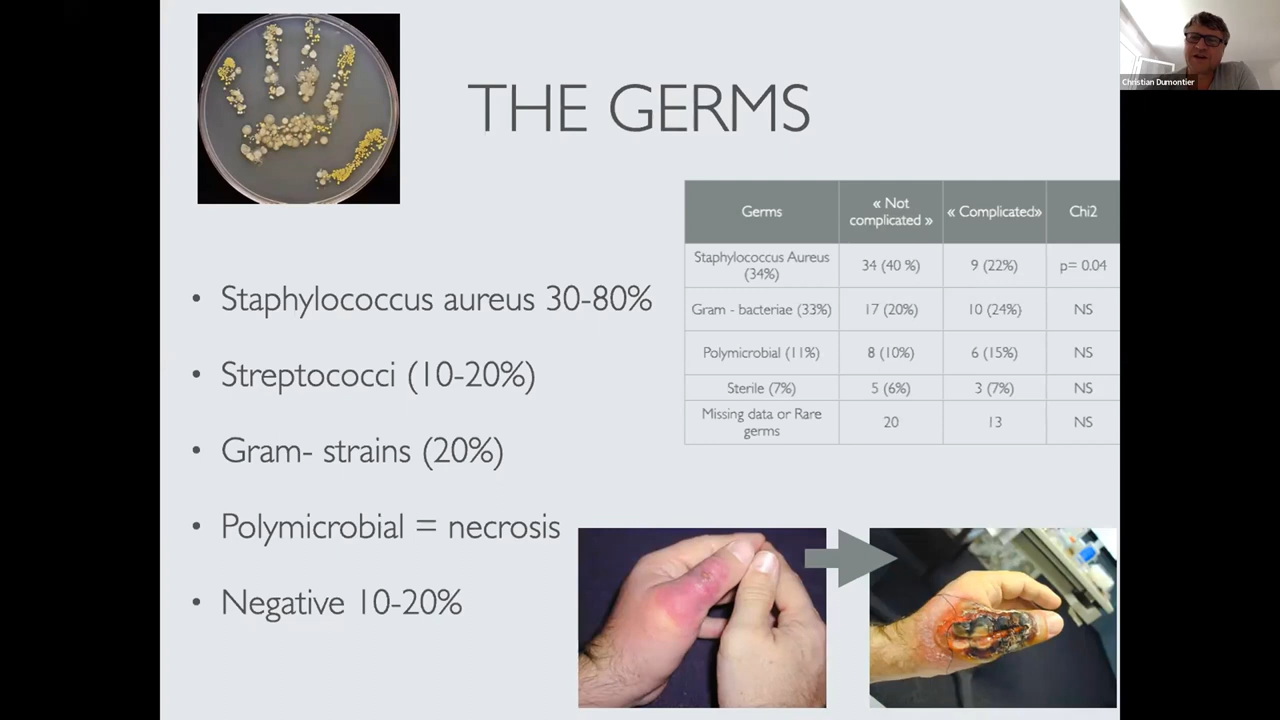 Christian Dumontier
THE GERMS
Germs
« Not
complicated »
« Complicated»
Chi2
Staphylococcus Aureus
(34%)
34 (40 %)
9 (22%)
p= 0.04
Gram - bacteriae (33%)
17 (20%)
10 (24%)
NS
Polymicrobial (11%)
8 (10%)
6 (15%)
NS
Sterile (7%)
5 (6%)
3 (7%)
NS
Missing data or Rare
germs
20
13
NS
• Staphylococcus aureus 30-80%
• Streptococci (10-20%)
• Gram- strains (20%)
• Polymicrobial = necrosis
• Negative 10-20%